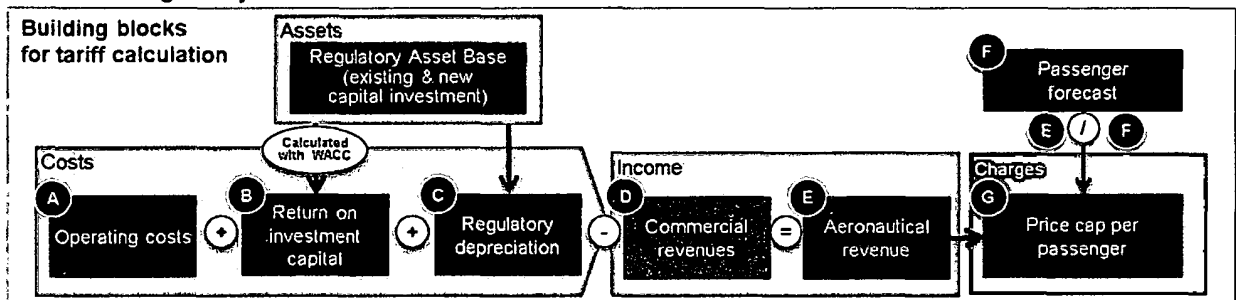 Building blocks
for tariff calculation
Assets
Regulatory Asset Base
(existing & new
capital investment)
F
Passenger
forecast
E / F
Calculated
with WACC
Costs
A
Operating costs
+
B
Return on
investment
capital
+
C
Regulatory
depreciation
-
Income
D
Commercial
revenues
=
E
Aeronautical
revenue
Charges
G
Price cap per
passenger